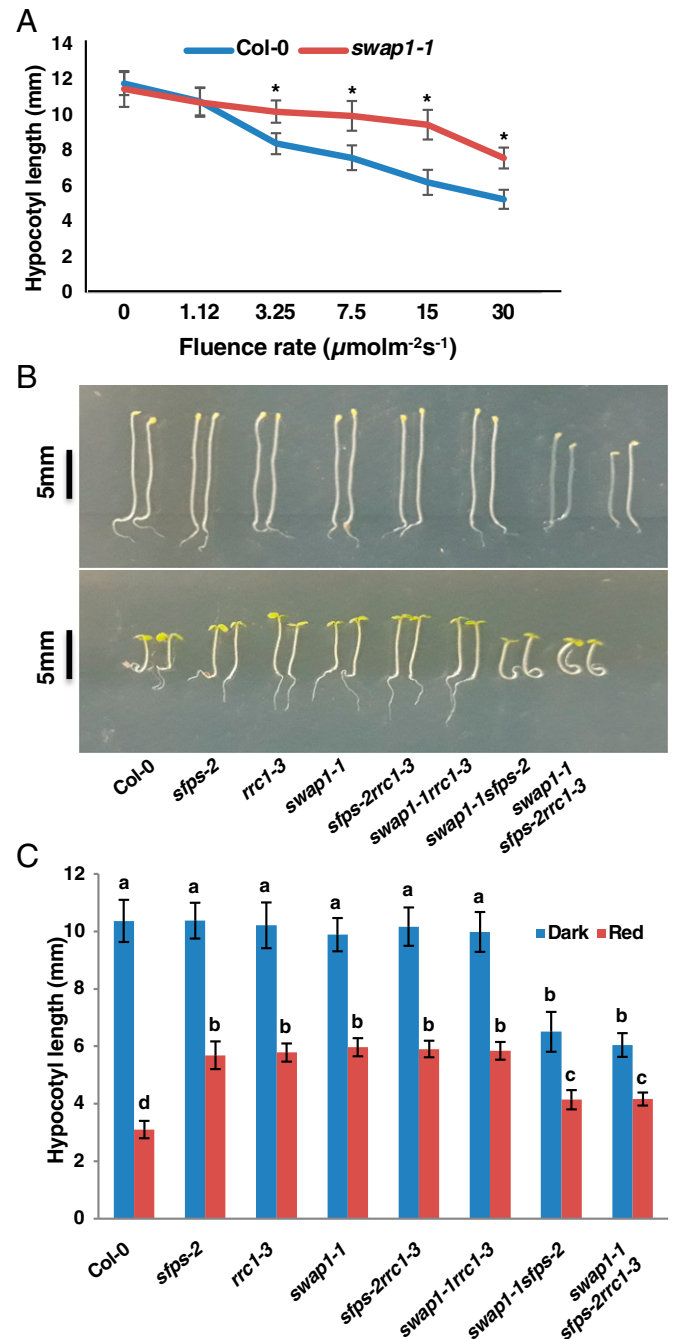 A
Col-0 swap1-1
Hypocotyl length (mm)
14
12
10
8
6
4
2
0
* * * *
0 1.12 3.25 7.5 15 30
Fluence rate (μmolm⁻²s⁻¹)
B
5mm
5mm
Col-0
sfps-2
rrc1-3
swap1-1
sfps-2rrc1-3
swap1-1rrc1-3
swap1-1sfps-2
swap1-1
sfps-2rrc1-3
C
Hypocotyl length (mm)
12
10
8
6
4
2
0
Dark Red
a a a a a a b b
d b b b b b c c
Col-0
sfps-2
rrc1-3
swap1-1
sfps-2rrc1-3
swap1-1rrc1-3
swap1-1sfps-2
swap1-1
sfps-2rrc1-3